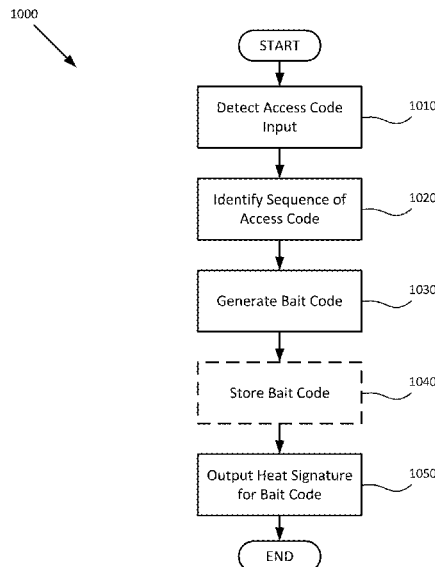 1000
START
Detect Access Code
Input
1010
Identify Sequence of
Access Code
1020
Generate Bait Code
1030
Store Bait Code
1040
Output Heat Signature
for Bait Code
1050
END